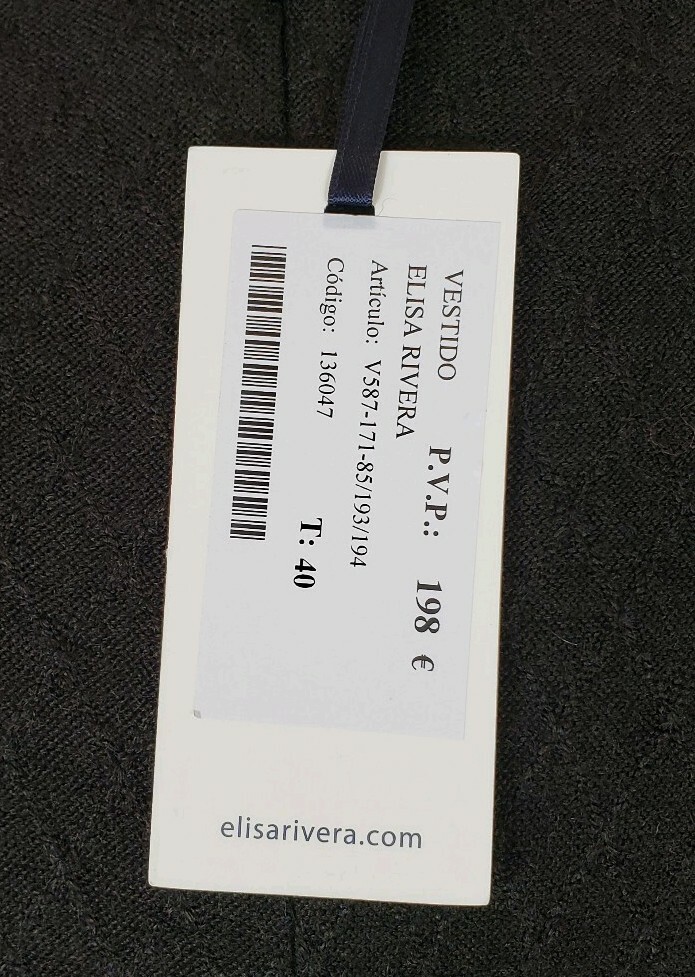 VESTIDO
ELISA RIVERA
P.V.P.: 198 €
Artículo: V587-171-85/193/194
Código: 136047
T: 40
elisarivera.com